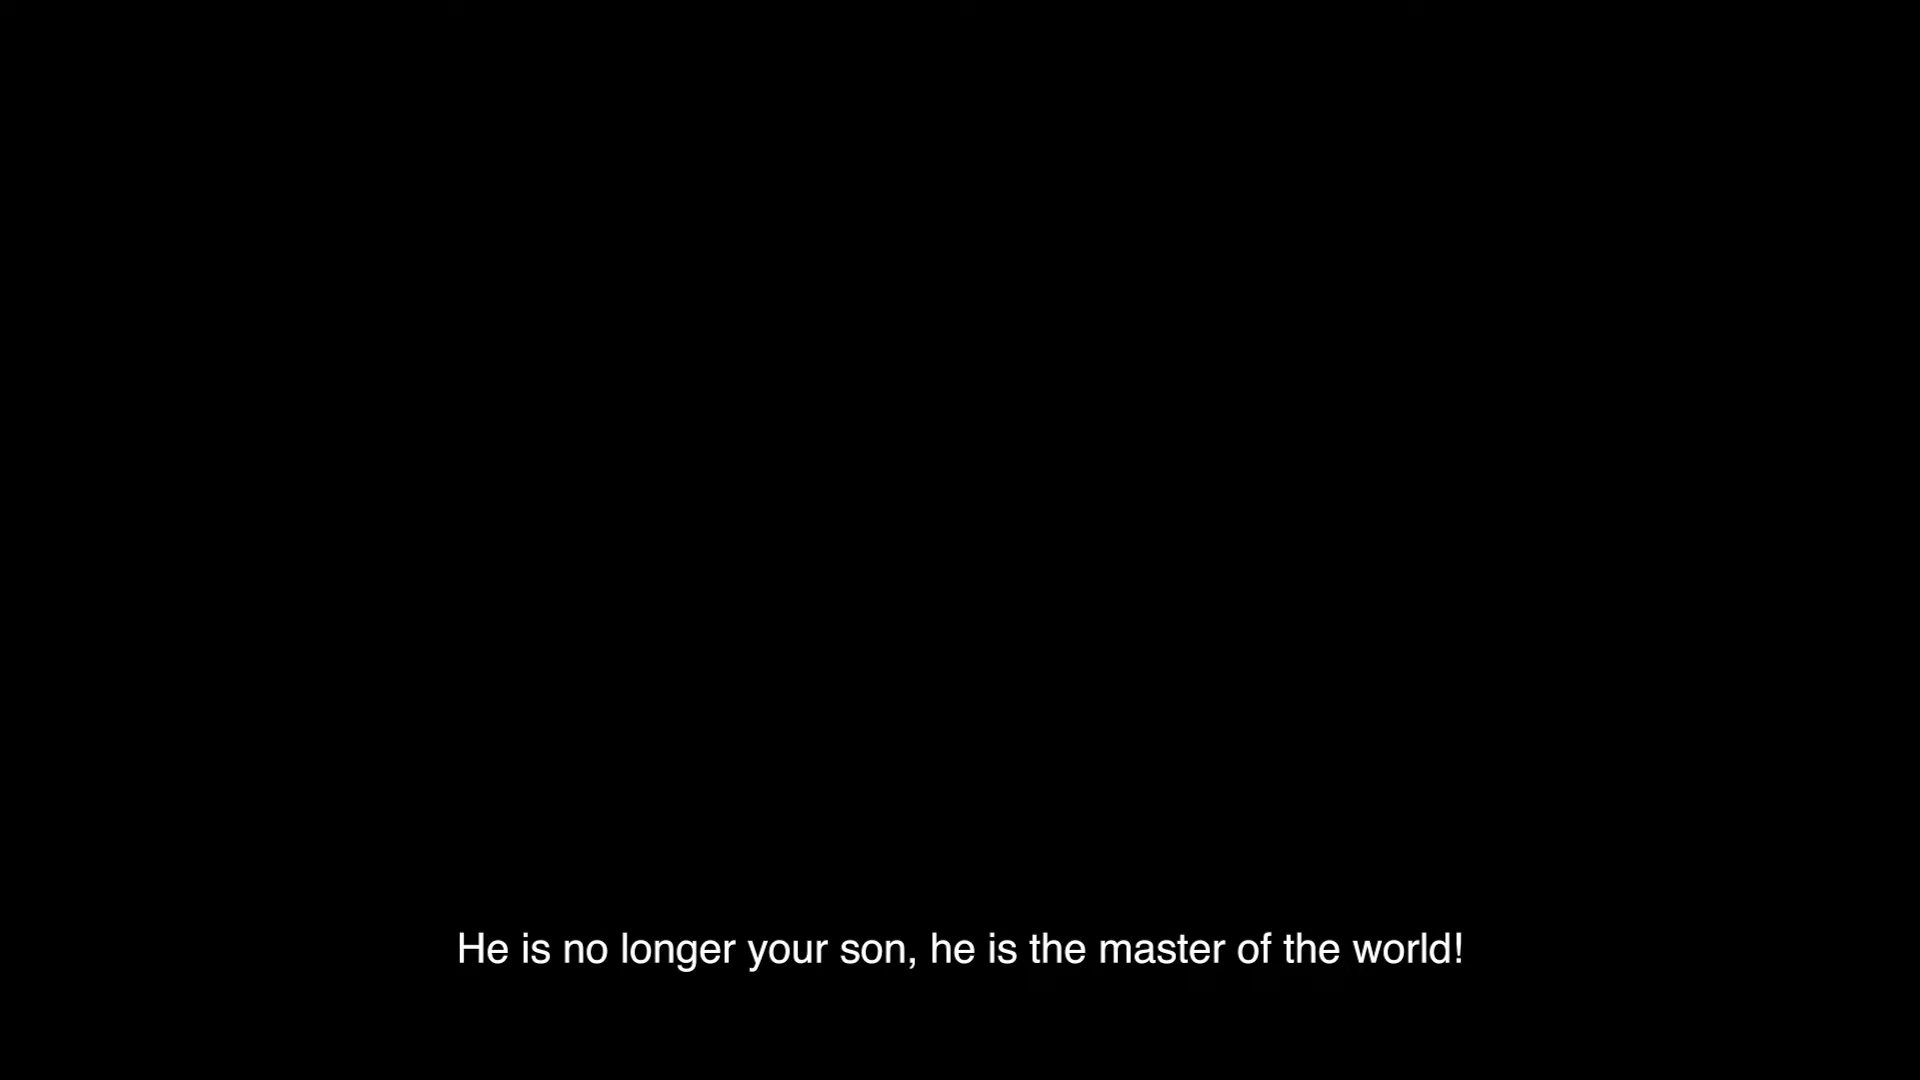 He is no longer your son, he is the master of the world!